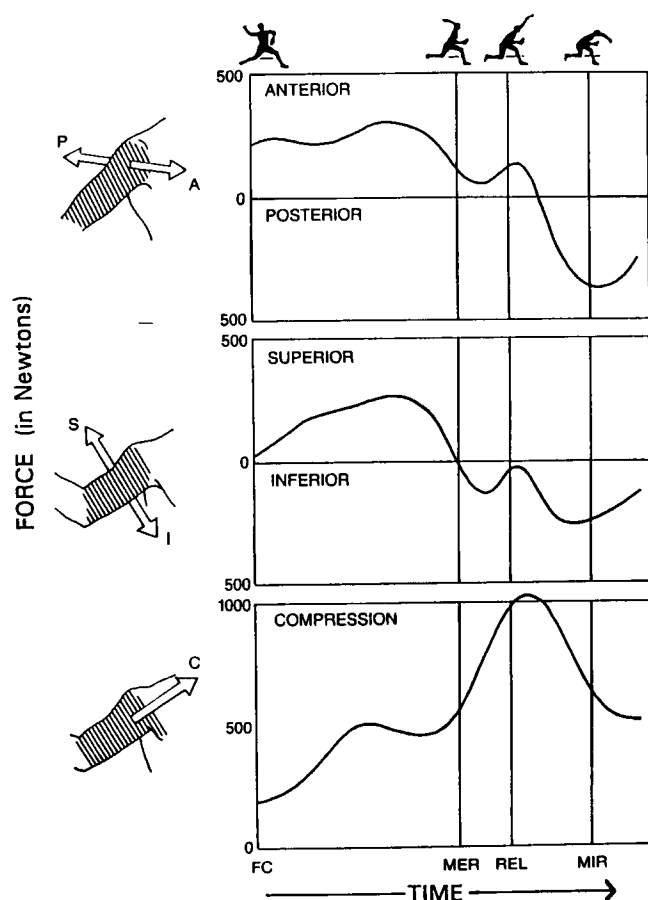 500
ANTERIOR
P
A
0
POSTERIOR
500
FORCE (in Newtons)
500
SUPERIOR
S
0
INFERIOR
I
500
1000
COMPRESSION
C
500
0
FC MER REL MIR
TIME